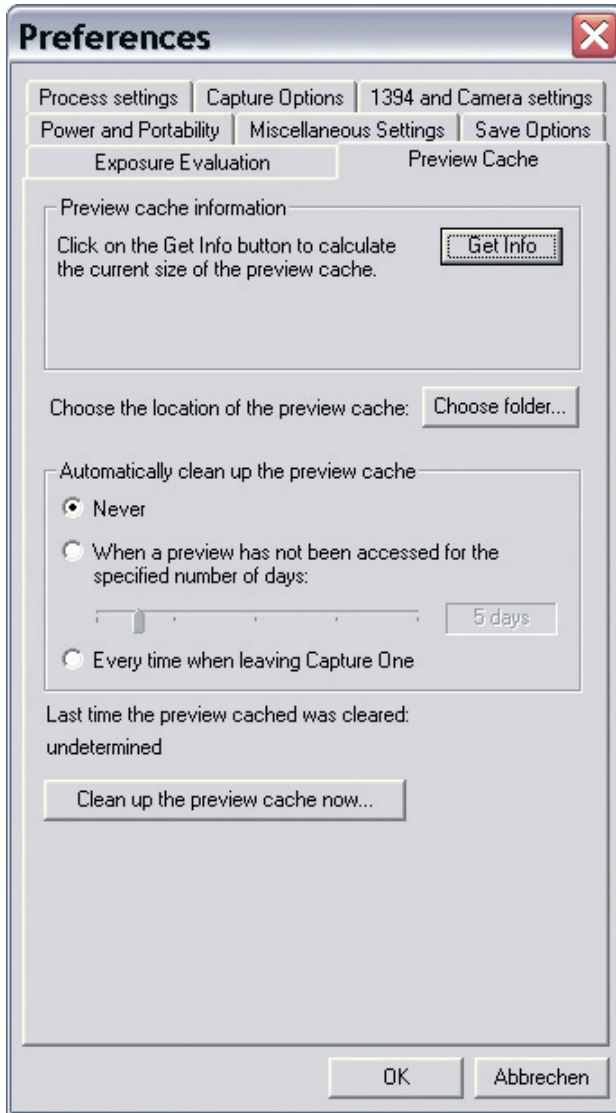 Preferences
Process settings Capture Options 1394 and Camera settings
Power and Portability Miscellaneous Settings Save Options
Exposure Evaluation Preview Cache
Preview cache information
Click on the Get Info button to calculate Get Info
the current size of the preview cache.
Choose the location of the preview cache: Choose folder...
Automatically clean up the preview cache
Never
When a preview has not been accessed for the
specified number of days:
5 days
Every time when leaving Capture One
Last time the preview cached was cleared:
undetermined
Clean up the preview cache now...
OK Abbrechen